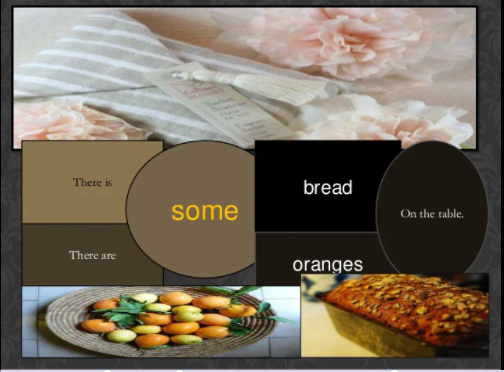 There is
some
bread
On the table.
There are
oranges